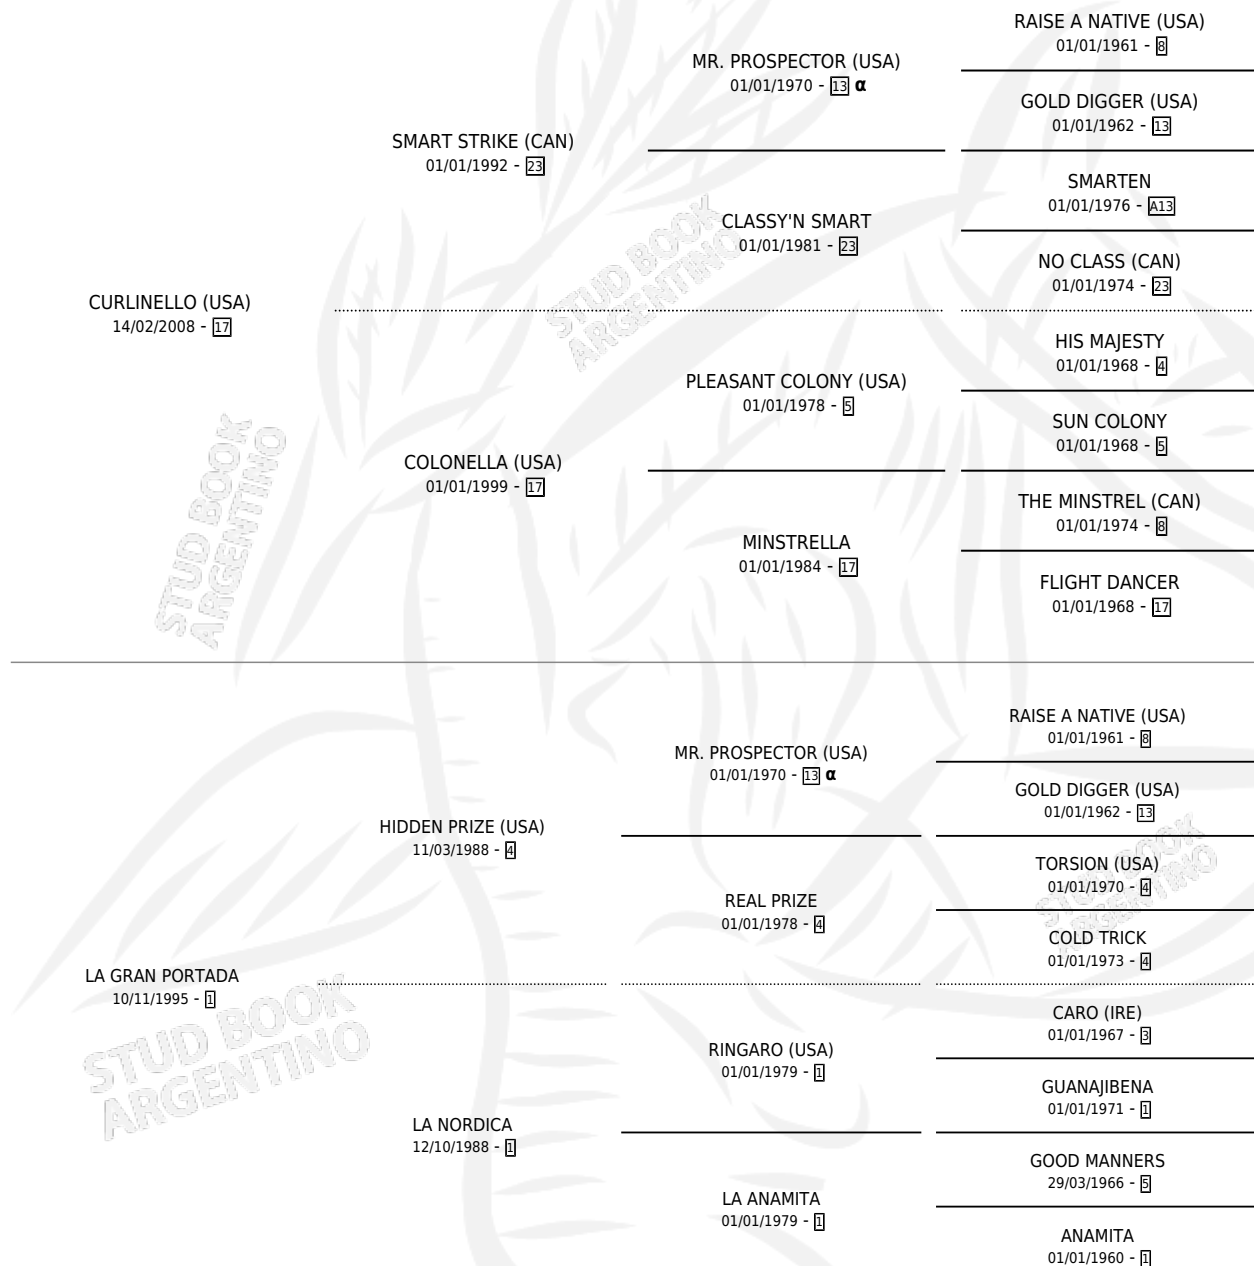 RAISE A NATIVE (USA)
01/01/1961 - 8
MR. PROSPECTOR (USA)
01/01/1970 - 13 α
GOLD DIGGER (USA)
01/01/1962 - 13
SMART STRIKE (CAN)
01/01/1992 - 23
SMARTEN
01/01/1976 - A13
CLASSY'N SMART
01/01/1981 - 23
NO CLASS (CAN)
01/01/1974 - 23
CURLINELLO (USA)
14/02/2008 - 17
HIS MAJESTY
01/01/1968 - 4
PLEASANT COLONY (USA)
01/01/1978 - 5
SUN COLONY
01/01/1968 - 5
COLONELLA (USA)
01/01/1999 - 17
THE MINSTREL (CAN)
01/01/1974 - 8
MINSTRELLA
01/01/1984 - 17
FLIGHT DANCER
01/01/1968 - 17
STUD BOOK
ARGENTINO
STUD BOOK
ARGENTINO
RAISE A NATIVE (USA)
01/01/1961 - 8
MR. PROSPECTOR (USA)
01/01/1970 - 13 α
GOLD DIGGER (USA)
01/01/1962 - 13
HIDDEN PRIZE (USA)
11/03/1988 - 4
TORSION (USA)
01/01/1970 - 4
REAL PRIZE
01/01/1978 - 4
COLD TRICK
01/01/1973 - 4
LA GRAN PORTADA
10/11/1995 - 1
CARO (IRE)
01/01/1967 - 3
RINGARO (USA)
01/01/1979 - 1
GUANAJIBENA
01/01/1971 - 1
LA NORDICA
12/10/1988 - 1
GOOD MANNERS
29/03/1966 - 5
LA ANAMITA
01/01/1979 - 1
ANAMITA
01/01/1960 - 1
STUD BOOK
ARGENTINO
STUD BOOK
ARGENTINO